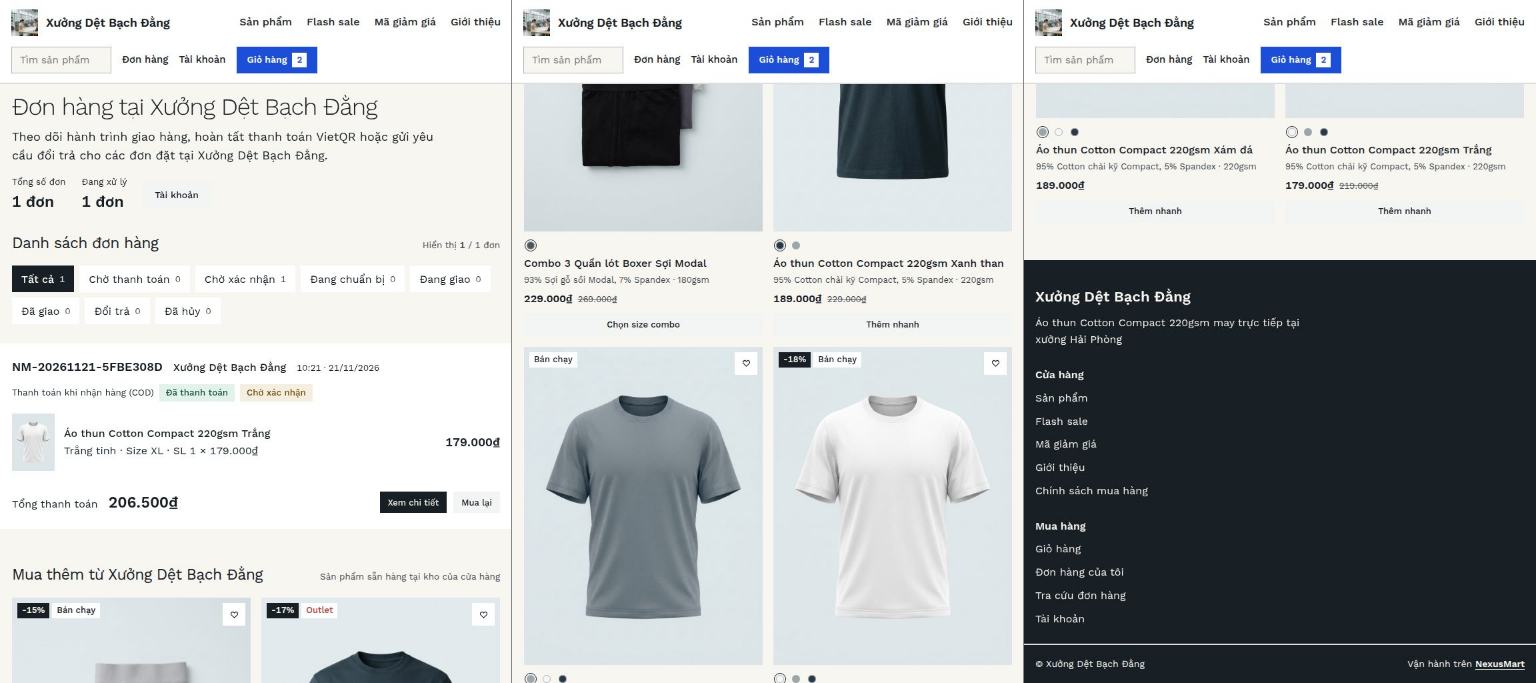 Xưởng Dệt Bạch Đằng
Sản phẩm Flash sale Mã giảm giá Giới thiệu
Tìm sản phẩm Đơn hàng Tài khoản Giỏ hàng 2
Đơn hàng tại Xưởng Dệt Bạch Đằng
Theo dõi hành trình giao hàng, hoàn tất thanh toán VietQR hoặc gửi yêu
cầu đổi trả cho các đơn đặt tại Xưởng Dệt Bạch Đằng.
Tổng số đơn Đang xử lý
1 đơn 1 đơn Tài khoản
Danh sách đơn hàng Hiển thị 1 / 1 đơn
Tất cả 1 Chờ thanh toán 0 Chờ xác nhận 1 Đang chuẩn bị 0 Đang giao 0
Đã giao 0 Đổi trả 0 Đã hủy 0
NM-20261121-5FBE308D Xưởng Dệt Bạch Đằng 10:21 · 21/11/2026
Thanh toán khi nhận hàng (COD) Đã thanh toán Chờ xác nhận
Áo thun Cotton Compact 220gsm Trắng
Trắng tinh · Size XL · SL 1 × 179.000₫
179.000₫
Tổng thanh toán 206.500₫ Xem chi tiết Mua lại
Mua thêm từ Xưởng Dệt Bạch Đằng Sản phẩm sẵn hàng tại kho của cửa hàng
-15% Bán chạy
-17% Outlet
Xưởng Dệt Bạch Đằng
Sản phẩm Flash sale Mã giảm giá Giới thiệu
Tìm sản phẩm Đơn hàng Tài khoản Giỏ hàng 2
Combo 3 Quần lót Boxer Sợi Modal
93% Sợi gỗ sồi Modal, 7% Spandex · 180gsm
229.000₫ 269.000₫
Chọn size combo
Áo thun Cotton Compact 220gsm Xanh than
95% Cotton chải kỹ Compact, 5% Spandex · 220gsm
189.000₫ 229.000₫
Thêm nhanh
Bán chạy
-18% Bán chạy
Xưởng Dệt Bạch Đằng
Sản phẩm Flash sale Mã giảm giá Giới thiệu
Tìm sản phẩm Đơn hàng Tài khoản Giỏ hàng 2
Áo thun Cotton Compact 220gsm Xám đá
95% Cotton chải kỹ Compact, 5% Spandex · 220gsm
189.000₫
Thêm nhanh
Áo thun Cotton Compact 220gsm Trắng
95% Cotton chải kỹ Compact, 5% Spandex · 220gsm
179.000₫ 219.000₫
Thêm nhanh
Xưởng Dệt Bạch Đằng
Áo thun Cotton Compact 220gsm may trực tiếp tại
xưởng Hải Phòng
Cửa hàng
Sản phẩm
Flash sale
Mã giảm giá
Giới thiệu
Chính sách mua hàng
Mua hàng
Giỏ hàng
Đơn hàng của tôi
Tra cứu đơn hàng
Tài khoản
© Xưởng Dệt Bạch Đằng Vận hành trên NexusMart